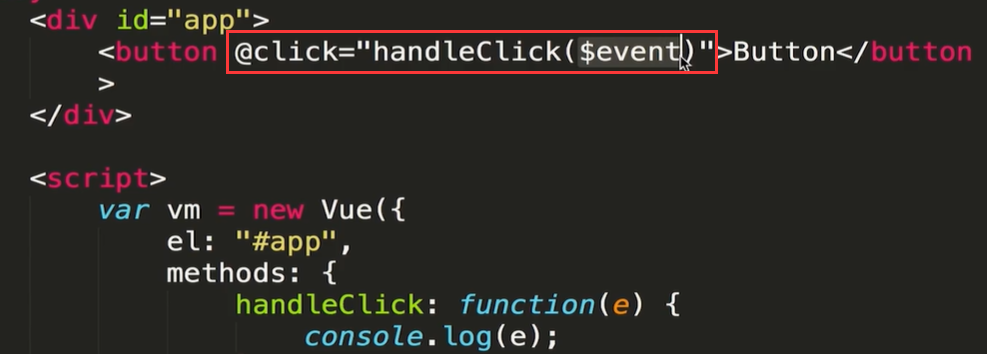 <div id="app">
<button @click="handleClick($event)">Button</button
>
</div>
<script>
var vm = new Vue({
el: "#app",
methods: {
handleClick: function(e) {
console.log(e);